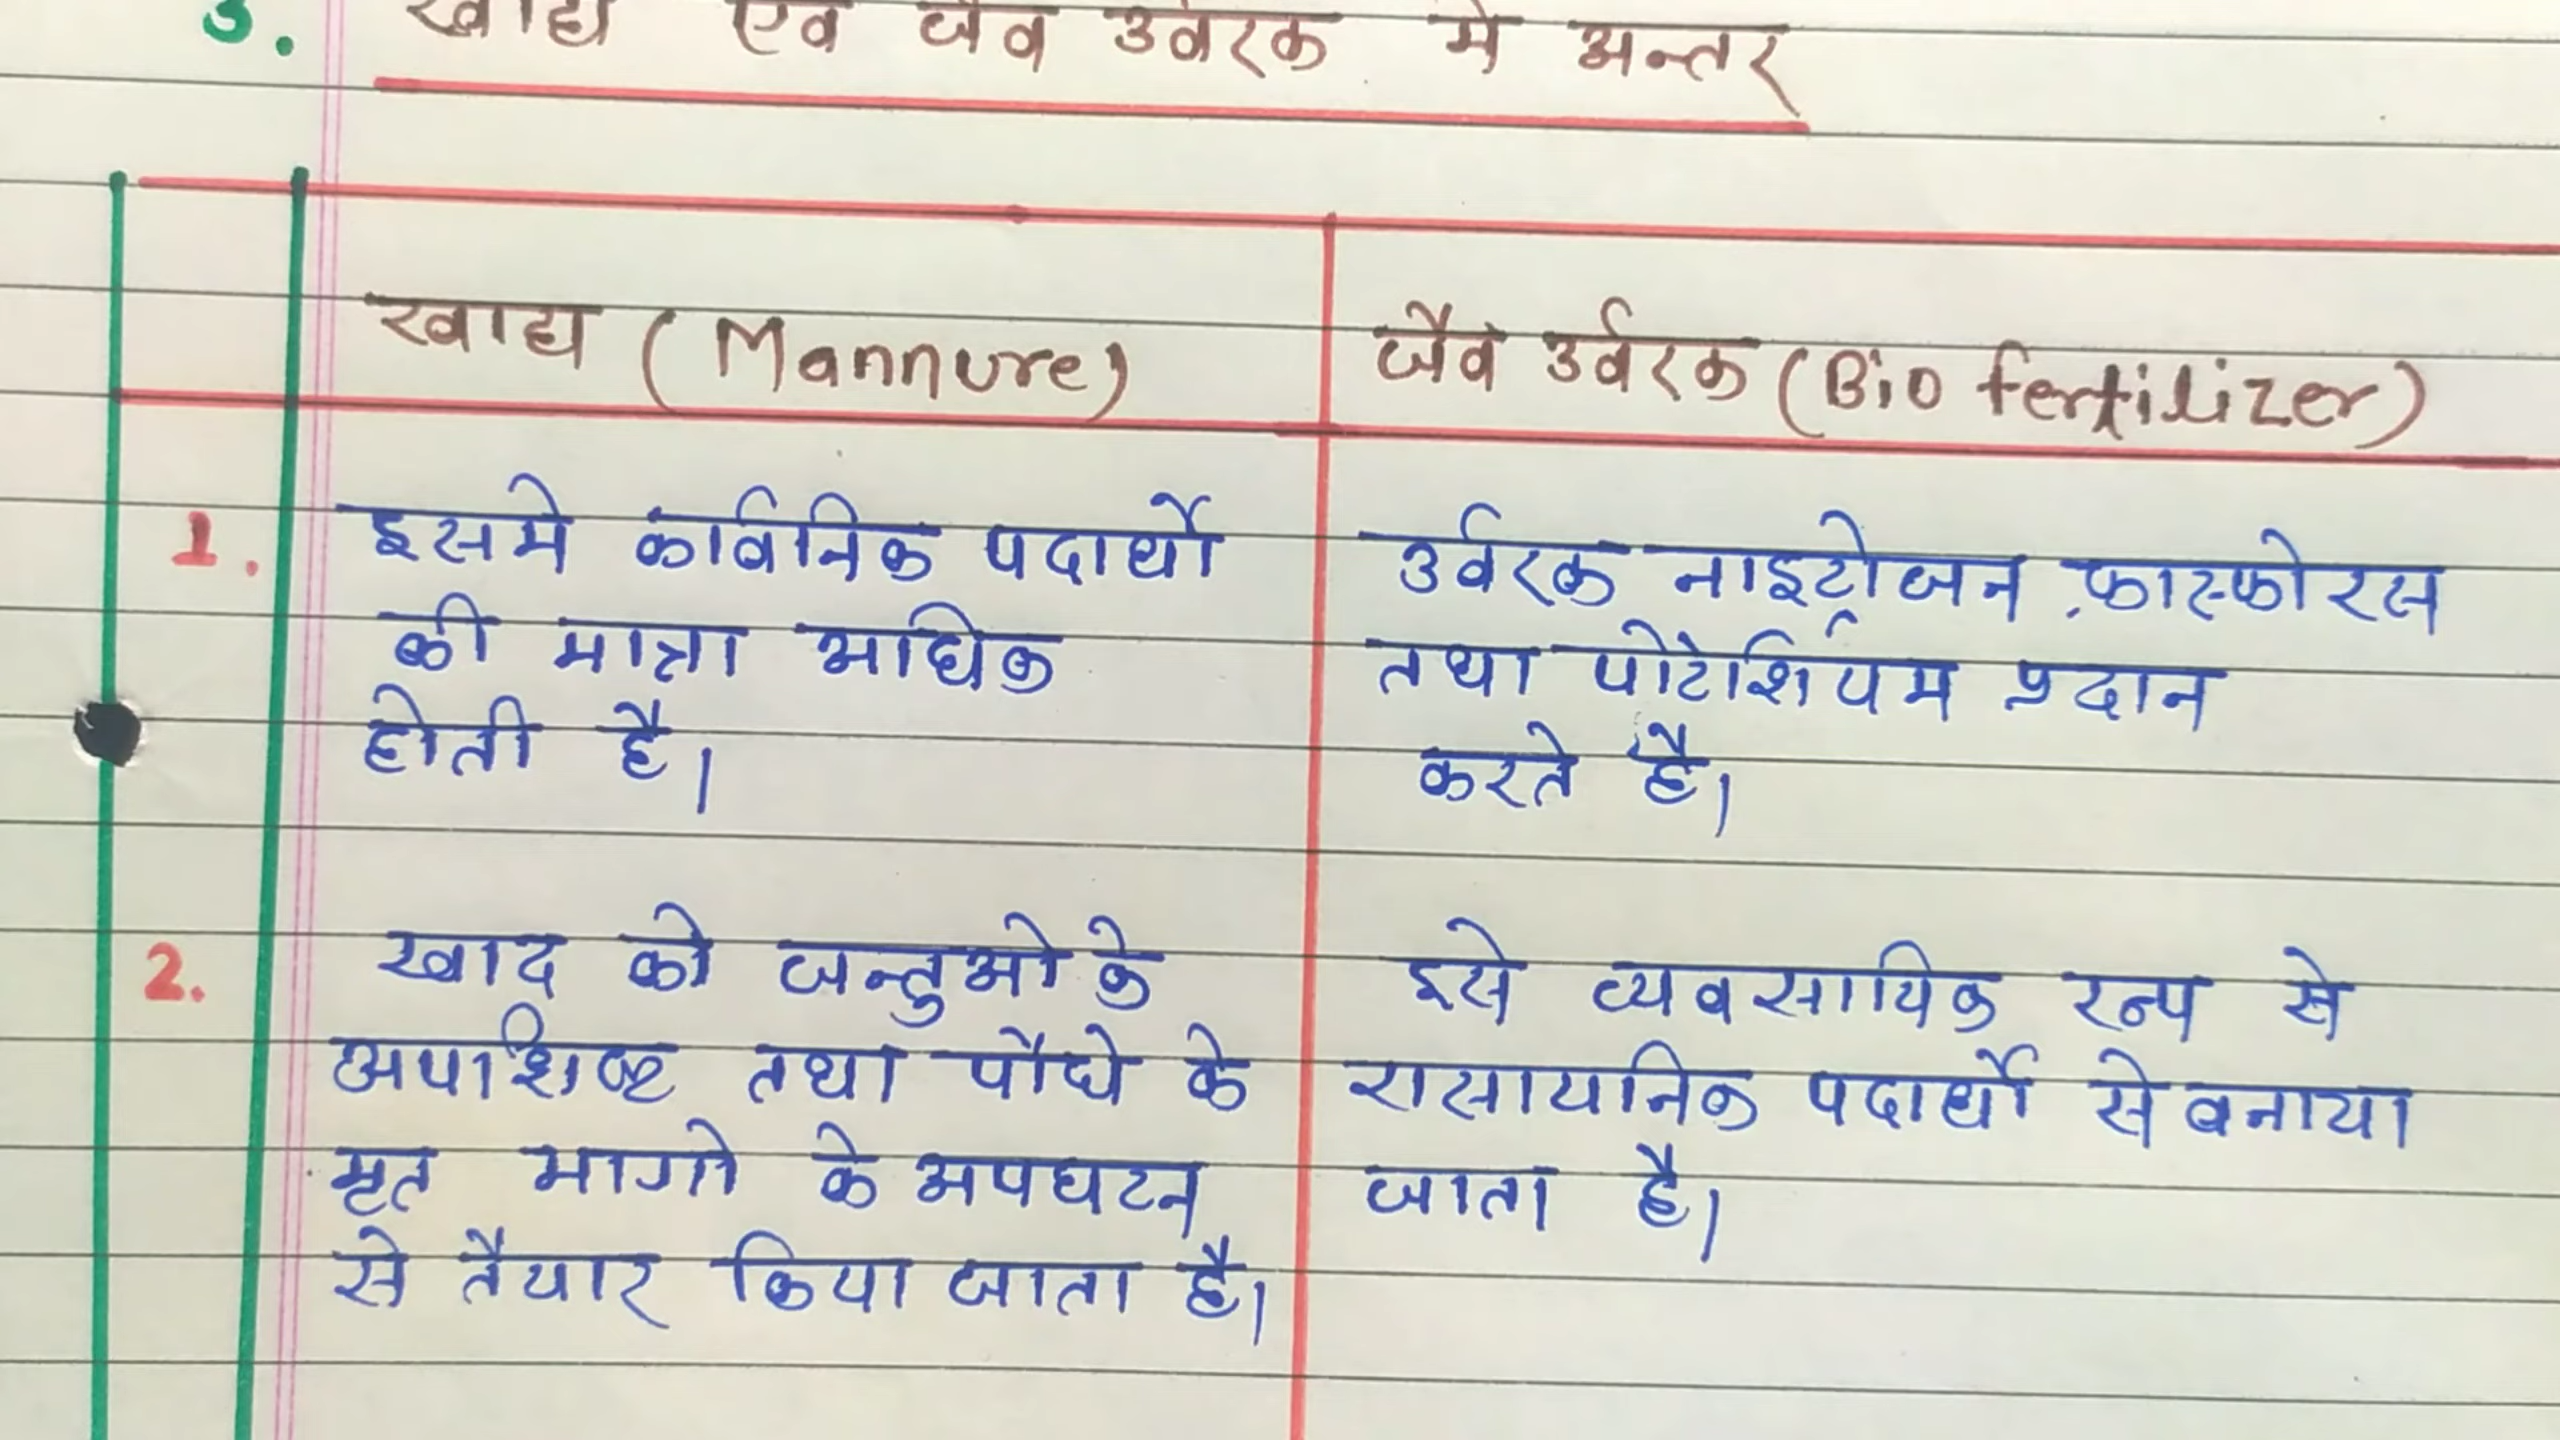 3. खाद्य एवं जैव उर्वरक मे अन्तर
खाद्य (Mannure)
जैव उर्वरक (Bio fertilizer)
1.
इसमे कार्बनिक पदार्थो
की मात्रा अधिक
होती है।
उर्वरक नाइट्रोजन, फास्फोरस
तथा पोटेशियम प्रदान
करते है।
2.
खाद को जन्तुओ के
अपशिष्ट तथा पौधे के
मृत भागो के अपघटन
से तैयार किया जाता है।
इसे व्यवसायिक रूप से
रासायनिक पदार्थो से बनाया
जाता है।